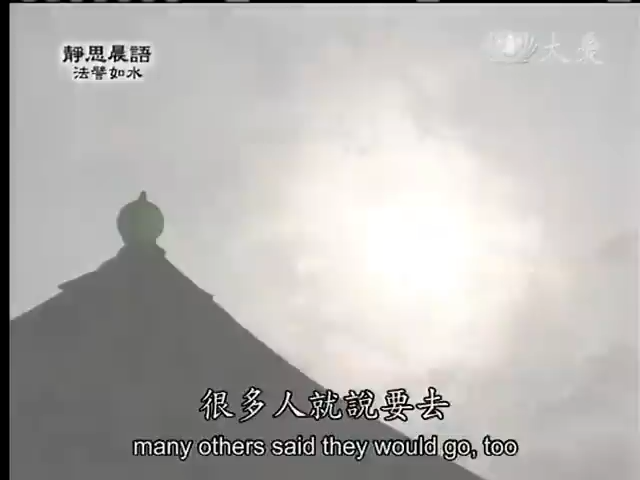 靜思晨語
法譬如水
大愛
很多人就說要去
many others said they would go, too